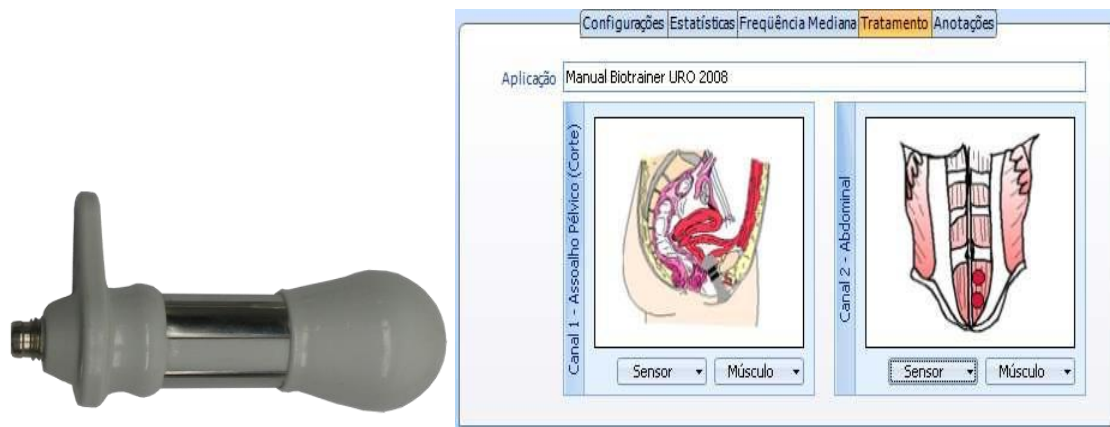 Configurações Estatísticas Freqüência Mediana Tratamento Anotações
Aplicação Manual Biotrainer URO 2008
Canal 1 - Assoalho Pélvico (Corte)
Sensor Músculo
Canal 2 - Abdominal
Sensor Músculo